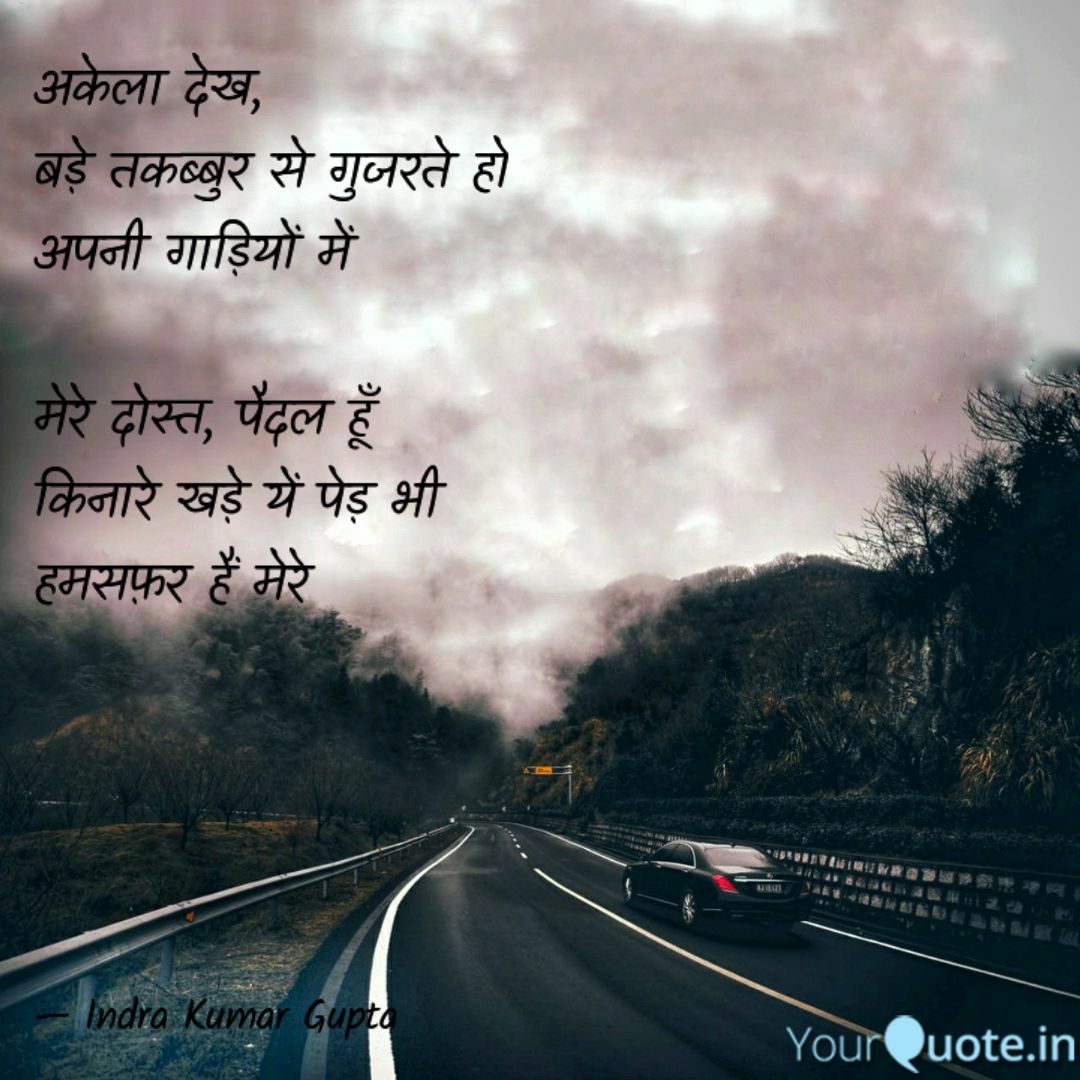 अकेला देख,
बड़े तकब्बुर से गुजरते हो
अपनी गाड़ियों में
मेरे दोस्त, पैदल हूँ
किनारे खड़े यें पेड़ भी
हमसफ़र हैं मेरे
— Indra Kumar Gupta
YourQuote.in